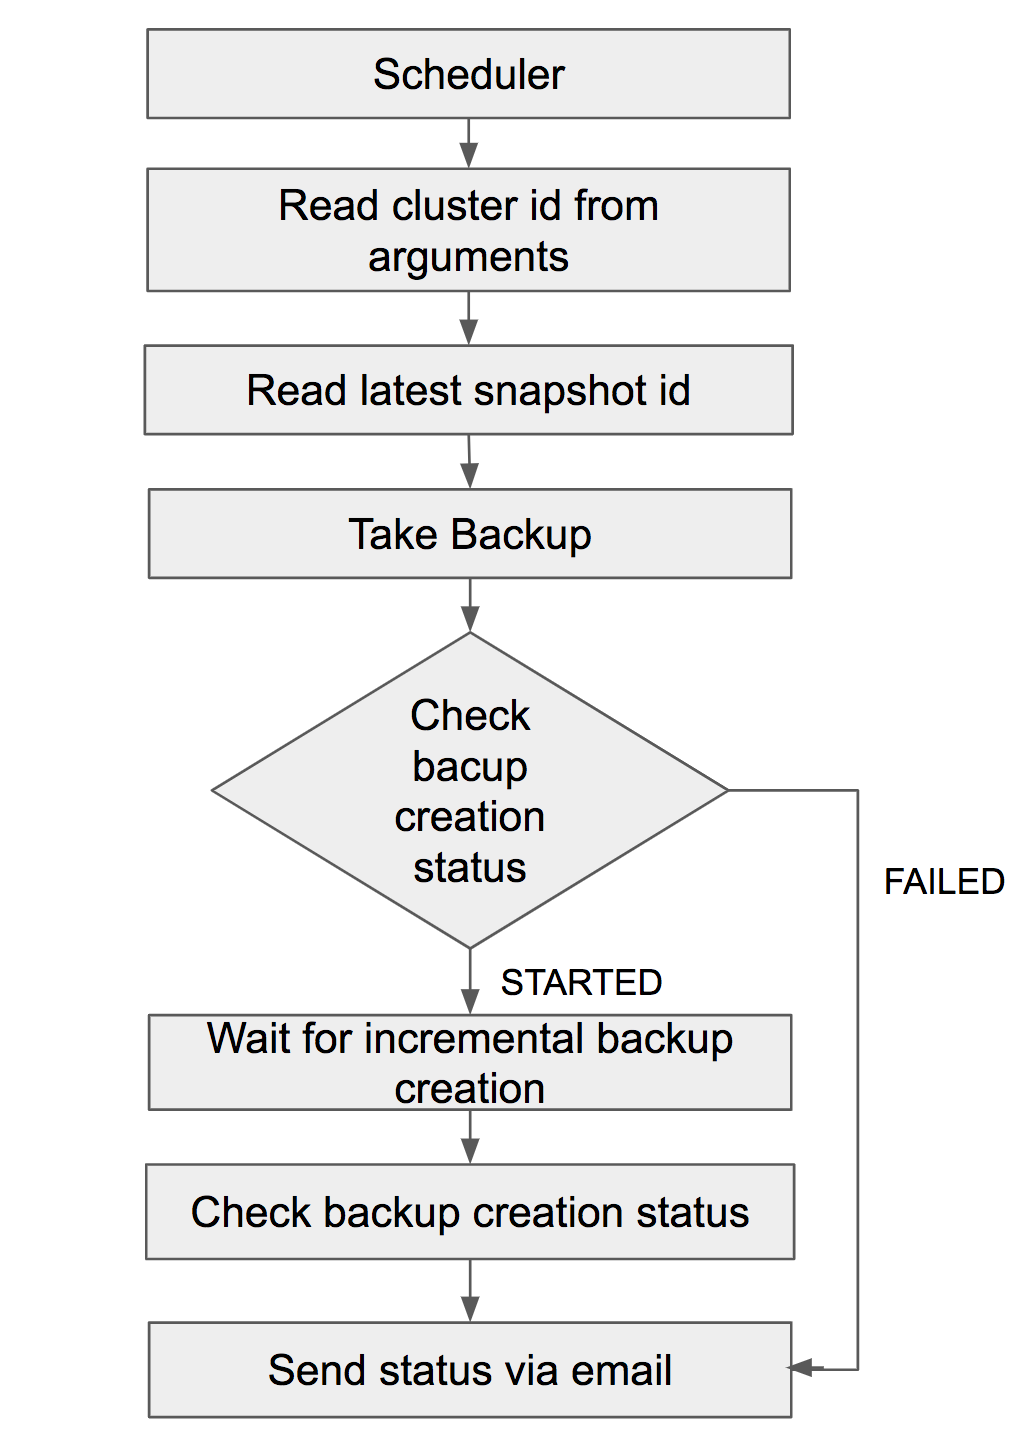 Scheduler
Read cluster id from
arguments
Read latest snapshot id
Take Backup
Check
bacup
creation
status
FAILED
STARTED
Wait for incremental backup
creation
Check backup creation status
Send status via email